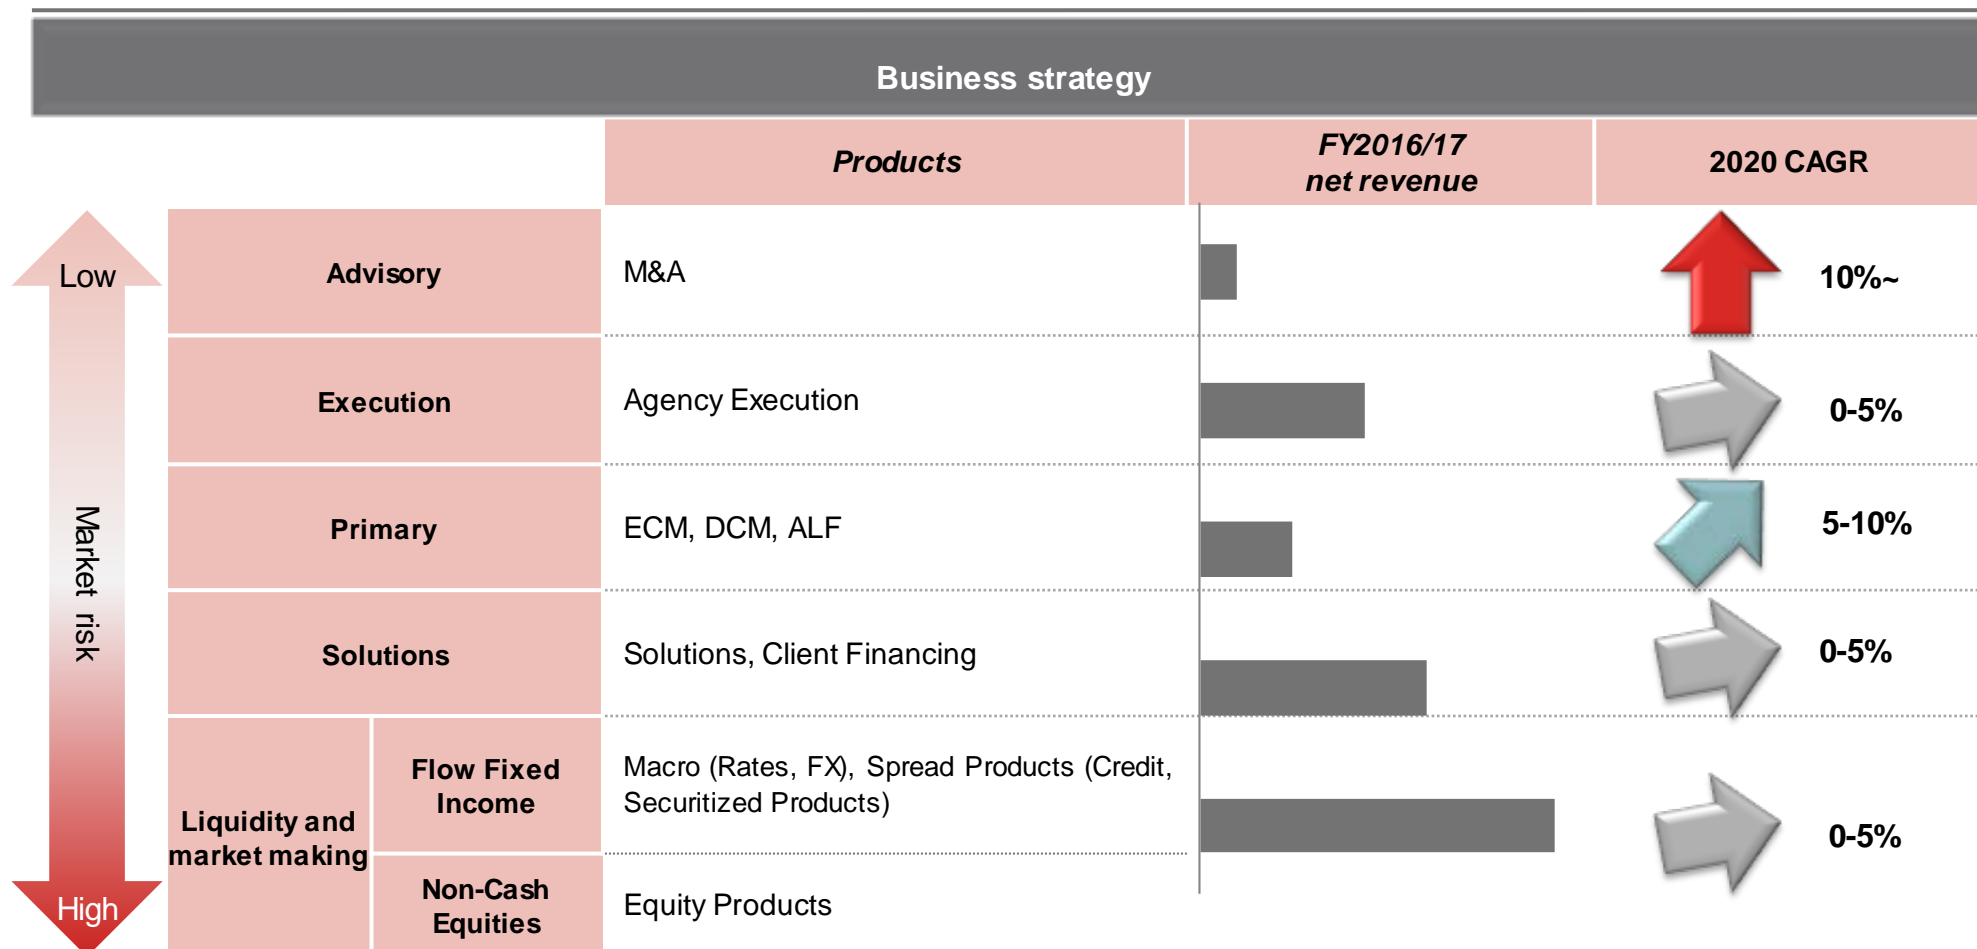 Business strategy
Products
FY2016/17
net revenue
2020 CAGR
Low
Market risk
High
Advisory
M&A
10%~
Execution
Agency Execution
0-5%
Primary
ECM, DCM, ALF
5-10%
Solutions
Solutions, Client Financing
0-5%
Liquidity and
market making
Flow Fixed
Income
Macro (Rates, FX), Spread Products (Credit,
Securitized Products)
0-5%
Non-Cash
Equities
Equity Products